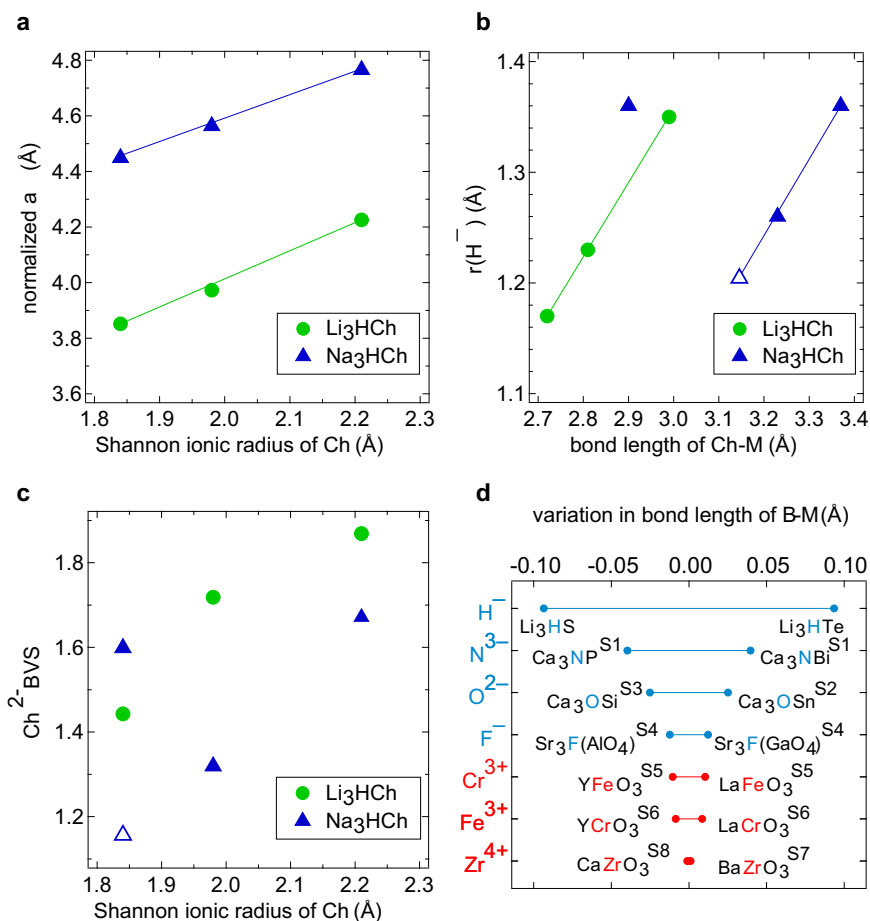 a
4.8
4.6
4.4
4.2
4.0
3.8
3.6
normalized a (Å)
Li3HCh
Na3HCh
1.8 1.9 2.0 2.1 2.2 2.3
Shannon ionic radius of Ch (Å)
b
1.4
1.3
1.2
1.1
r(H⁻) (Å)
Li3HCh
Na3HCh
2.7 2.8 2.9 3.0 3.1 3.2 3.3 3.4
bond length of Ch-M (Å)
c
1.8
1.6
1.4
1.2
Ch²⁻ BVS
Li3HCh
Na3HCh
1.8 1.9 2.0 2.1 2.2 2.3
Shannon ionic radius of Ch (Å)
d
variation in bond length of B-M (Å)
-0.10 -0.05 0.00 0.05 0.10
H⁻
Li3HS Li3HTe
N³⁻
Ca3NP S1 Ca3NBi S1
O²⁻
Ca3OSi S3 Ca3OSn S2
F⁻
Sr3F(AlO4) S4 Sr3F(GaO4) S4
Cr³⁺
YFeO3 S5 LaFeO3 S5
Fe³⁺
YCrO3 S6 LaCrO3 S6
Zr⁴⁺
CaZrO3 S8 BaZrO3 S7